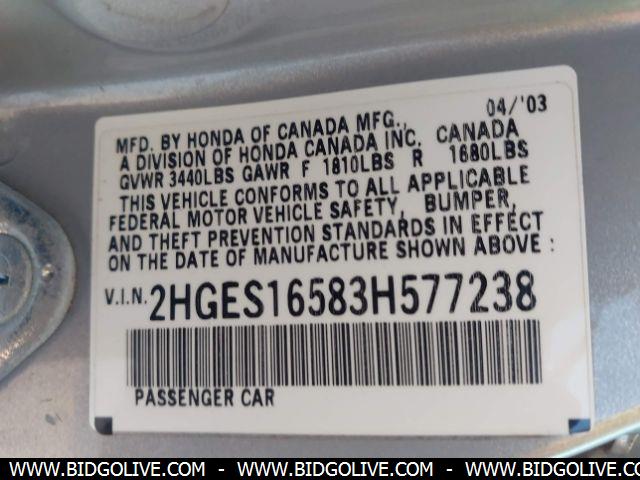 04/'03
MFD. BY HONDA OF CANADA MFG.,
A DIVISION OF HONDA CANADA INC. CANADA
GVWR 3440LBS GAWR F 1810LBS R 1680LBS
THIS VEHICLE CONFORMS TO ALL APPLICABLE
FEDERAL MOTOR VEHICLE SAFETY, BUMPER,
AND THEFT PREVENTION STANDARDS IN EFFECT
ON THE DATE OF MANUFACTURE SHOWN ABOVE :
V.I.N. 2HGES16583H577238
PASSENGER CAR
WWW.BIDGOLIVE.COM - WWW.BIDGOLIVE.COM - WWW.BIDGOLIVE.COM